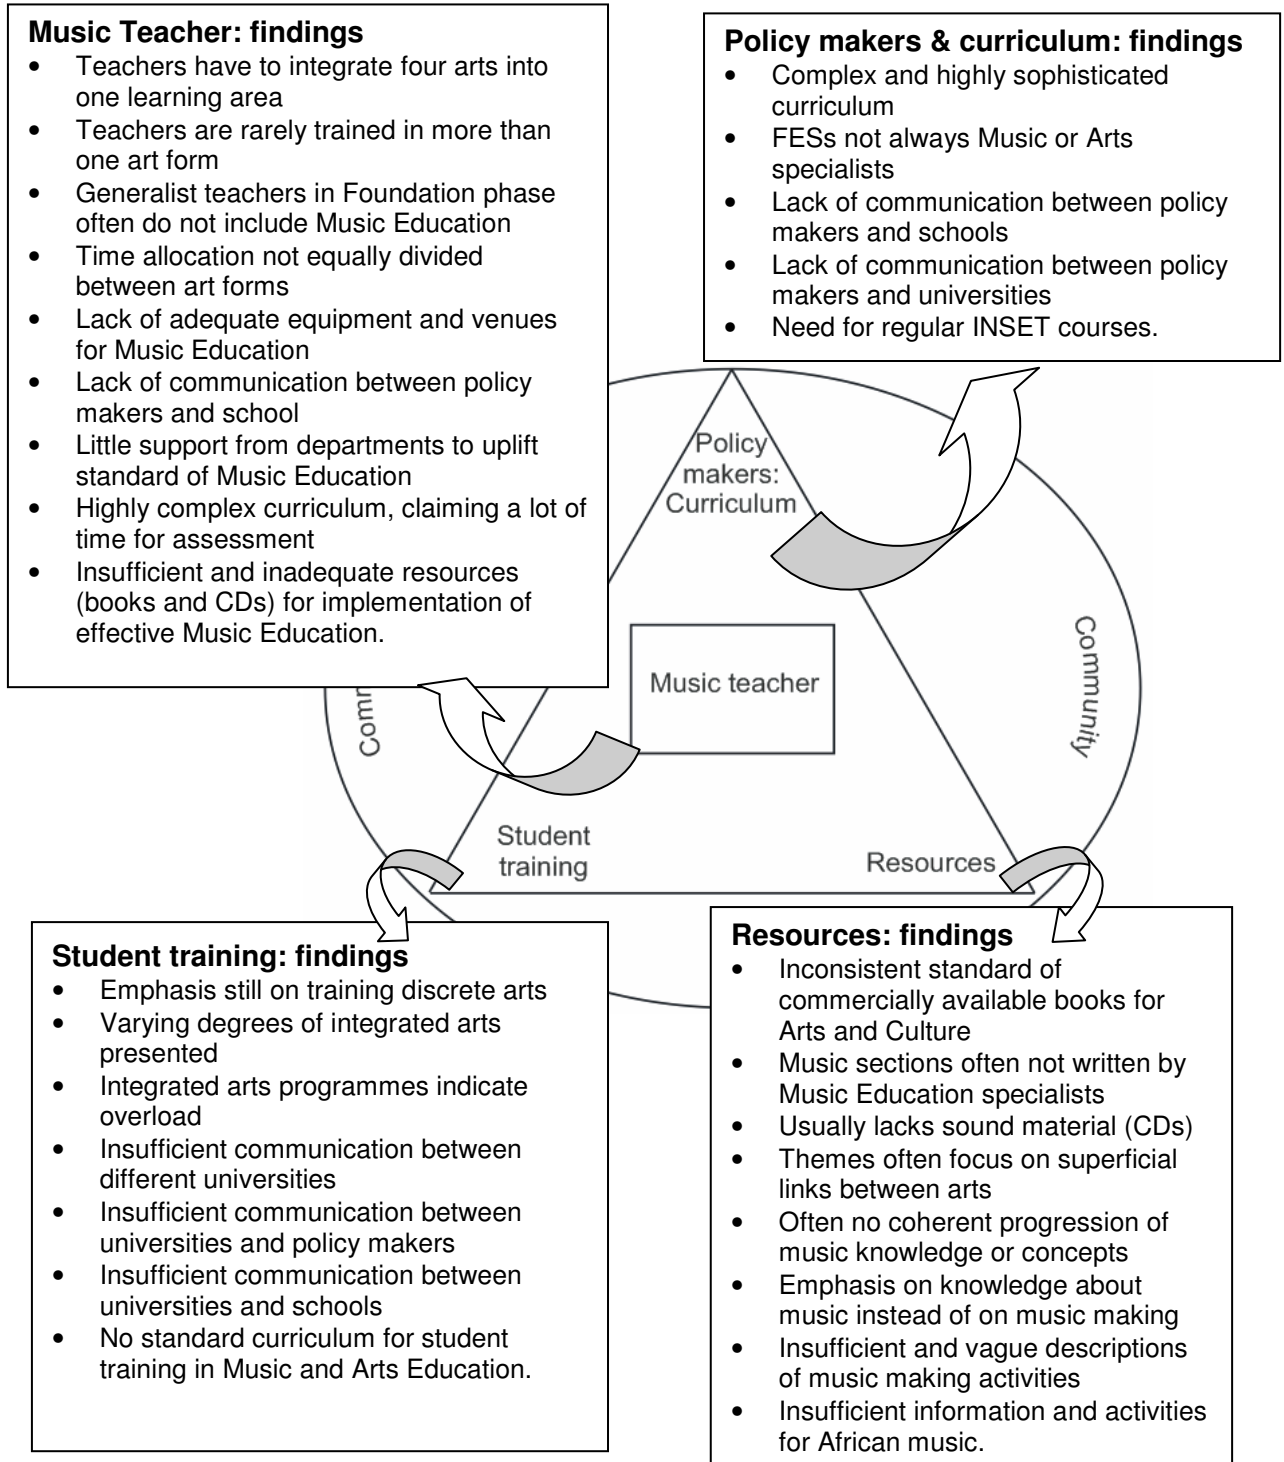 Music Teacher: findings
• Teachers have to integrate four arts into
one learning area
• Teachers are rarely trained in more than
one art form
• Generalist teachers in Foundation phase
often do not include Music Education
• Time allocation not equally divided
between art forms
• Lack of adequate equipment and venues
for Music Education
• Lack of communication between policy
makers and school
• Little support from departments to uplift
standard of Music Education
• Highly complex curriculum, claiming a lot of
time for assessment
• Insufficient and inadequate resources
(books and CDs) for implementation of
effective Music Education.
Policy makers & curriculum: findings
• Complex and highly sophisticated
curriculum
• FESs not always Music or Arts
specialists
• Lack of communication between policy
makers and schools
• Lack of communication between policy
makers and universities
• Need for regular INSET courses.
Policy
makers:
Curriculum
Music teacher
Community
Student
training
Resources
Student training: findings
• Emphasis still on training discrete arts
• Varying degrees of integrated arts
presented
• Integrated arts programmes indicate
overload
• Insufficient communication between
different universities
• Insufficient communication between
universities and policy makers
• Insufficient communication between
universities and schools
• No standard curriculum for student
training in Music and Arts Education.
Resources: findings
• Inconsistent standard of
commercially available books for
Arts and Culture
• Music sections often not written by
Music Education specialists
• Usually lacks sound material (CDs)
• Themes often focus on superficial
links between arts
• Often no coherent progression of
music knowledge or concepts
• Emphasis on knowledge about
music instead of on music making
• Insufficient and vague descriptions
of music making activities
• Insufficient information and activities
for African music.